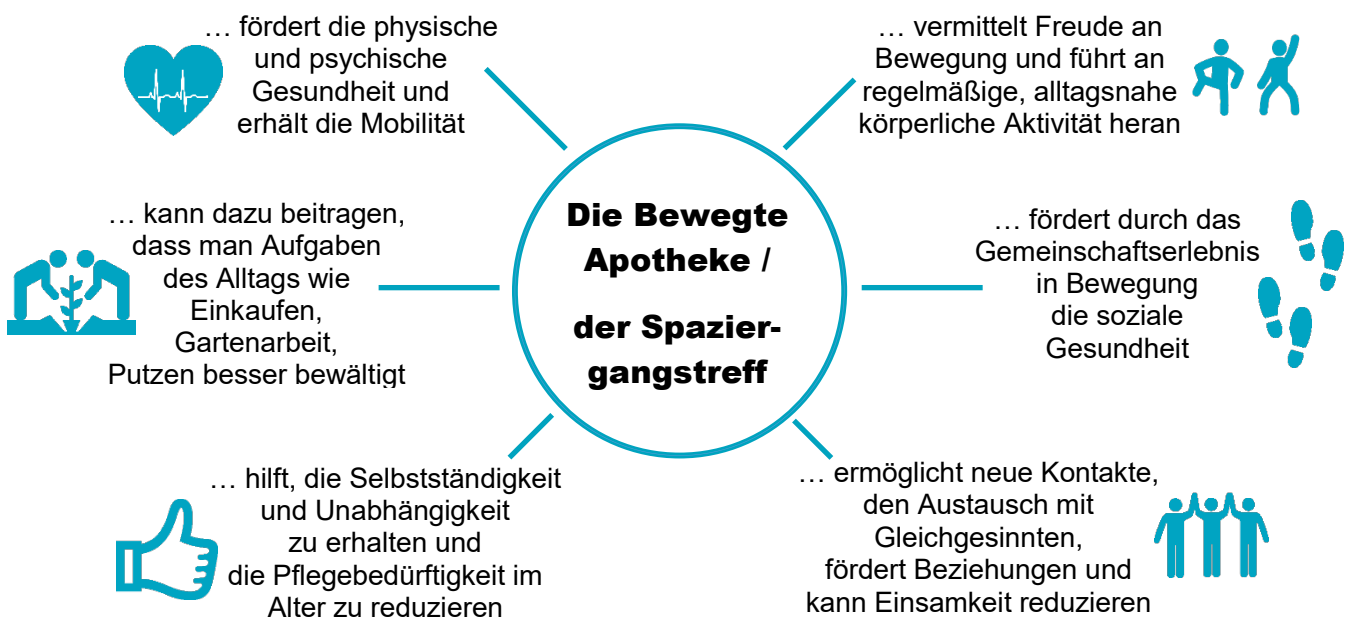 … fördert die physische
und psychische
Gesundheit und
erhält die Mobilität
… vermittelt Freude an
Bewegung und führt an
regelmäßige, alltagsnahe
körperliche Aktivität heran
… kann dazu beitragen,
dass man Aufgaben
des Alltags wie
Einkaufen,
Gartenarbeit,
Putzen besser bewältigt
Die Bewegte
Apotheke /
der Spazier-
gangstreff
… fördert durch das
Gemeinschaftserlebnis
in Bewegung
die soziale
Gesundheit
… hilft, die Selbstständigkeit
und Unabhängigkeit
zu erhalten und
die Pflegebedürftigkeit im
Alter zu reduzieren
… ermöglicht neue Kontakte,
den Austausch mit
Gleichgesinnten,
fördert Beziehungen und
kann Einsamkeit reduzieren